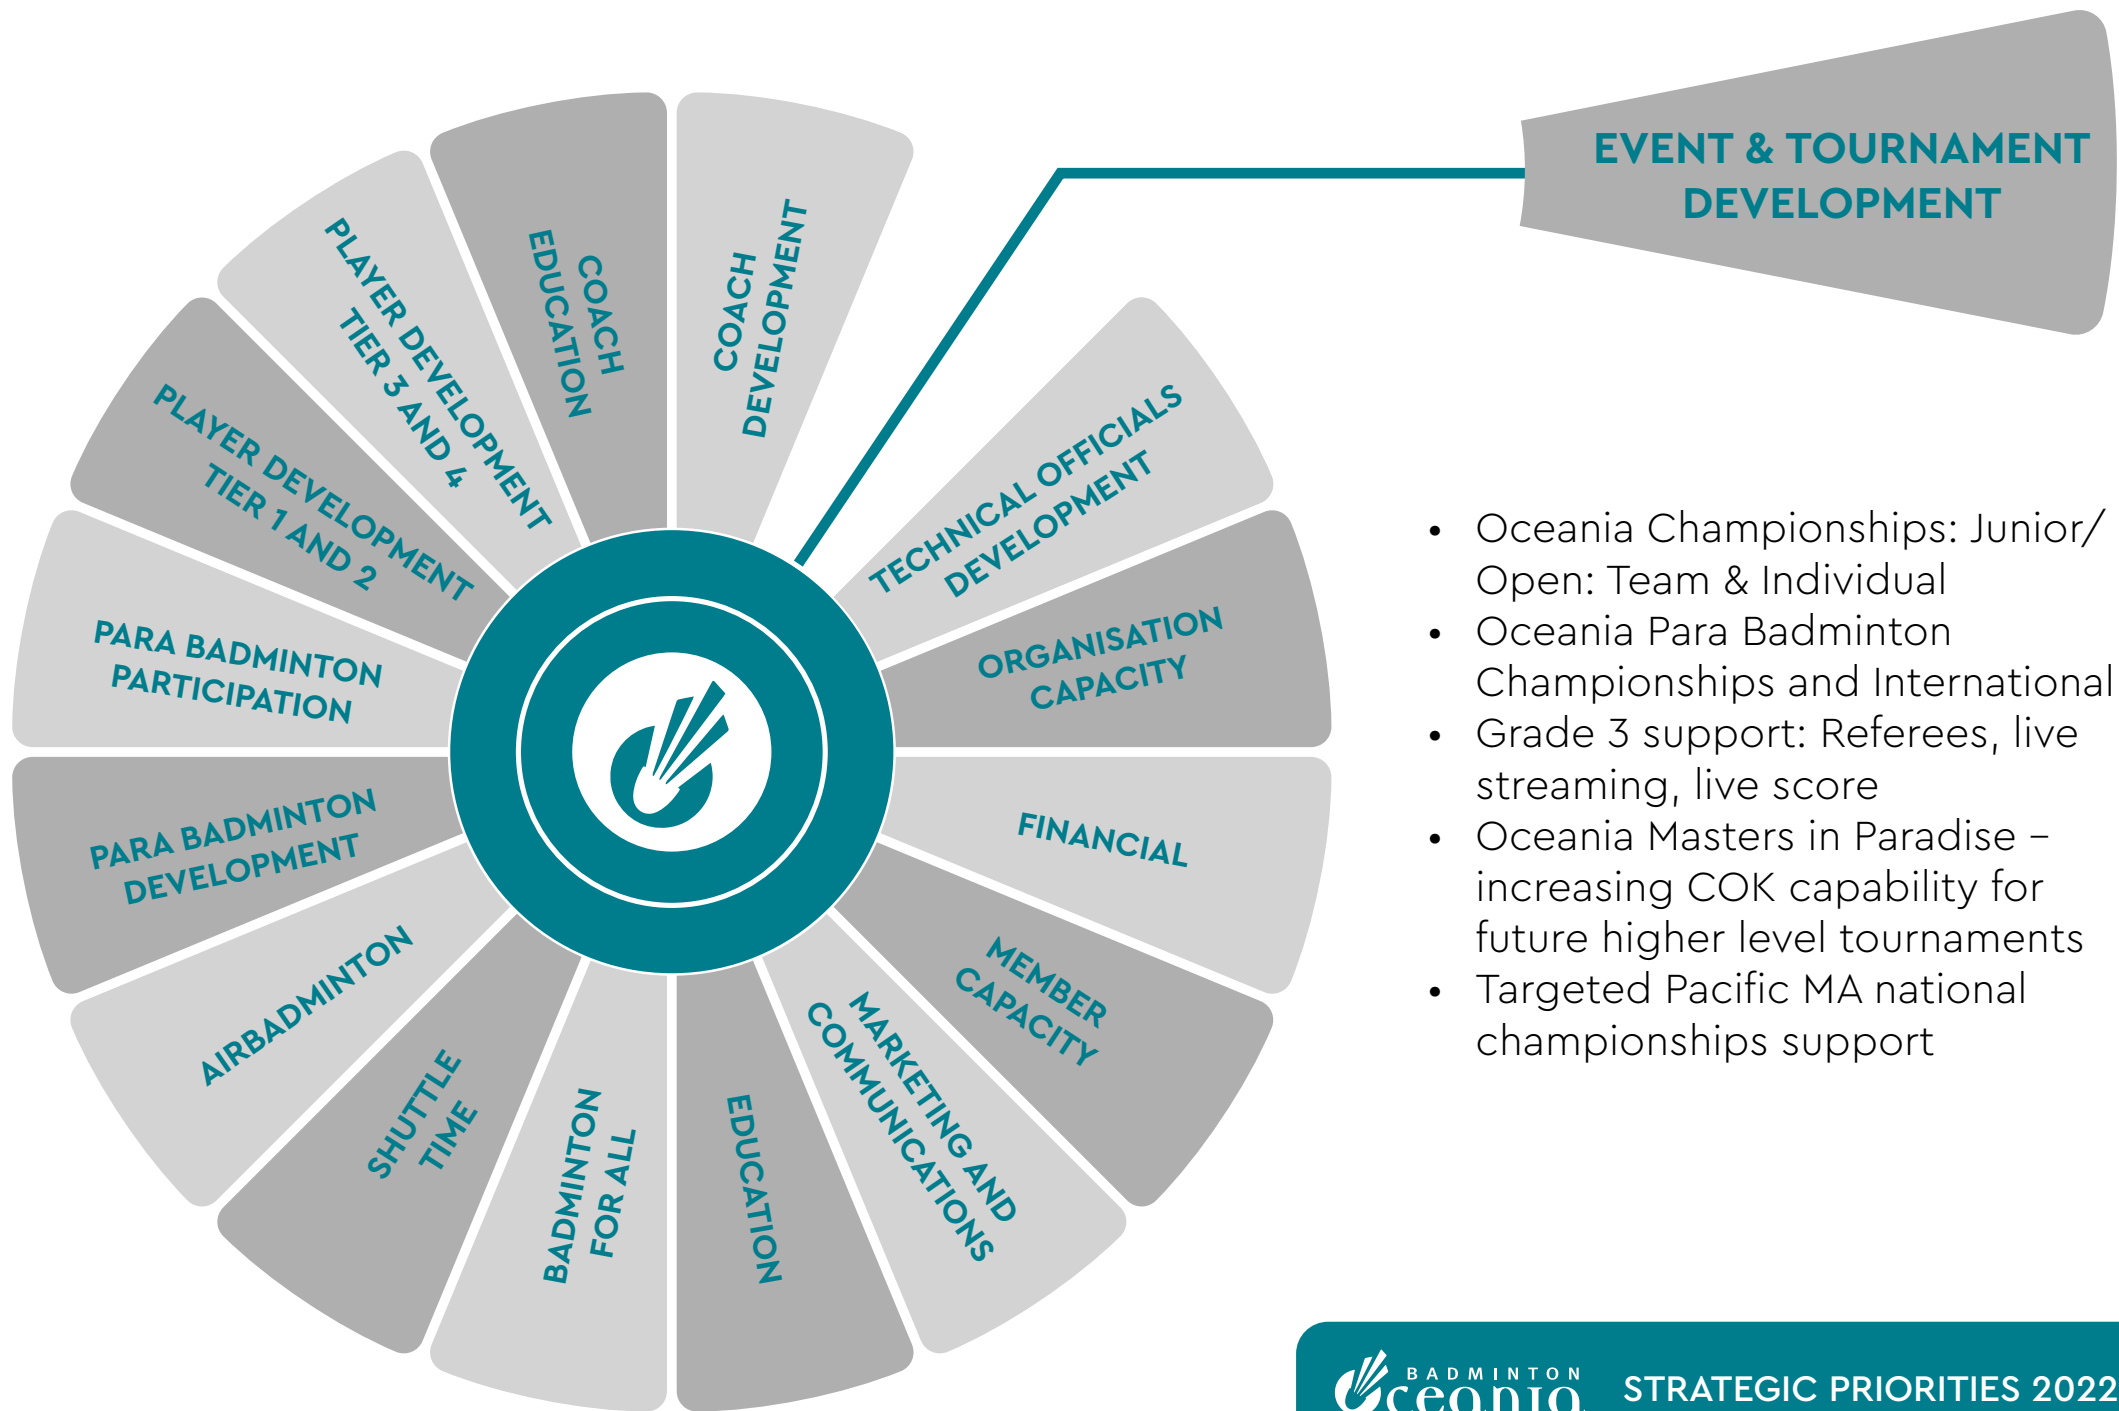 EVENT & TOURNAMENT
DEVELOPMENT
COACH
DEVELOPMENT
TECHNICAL OFFICIALS
DEVELOPMENT
ORGANISATION
CAPACITY
FINANCIAL
MEMBER
CAPACITY
MARKETING AND
COMMUNICATIONS
EDUCATION
BADMINTON
FOR ALL
SHUTTLE
TIME
AIRBADMINTON
PARA BADMINTON
DEVELOPMENT
PARA BADMINTON
PARTICIPATION
PLAYER DEVELOPMENT
TIER 1 AND 2
PLAYER DEVELOPMENT
TIER 3 AND 4
COACH
EDUCATION
• Oceania Championships: Junior/
Open: Team & Individual
• Oceania Para Badminton
Championships and International
• Grade 3 support: Referees, live
streaming, live score
• Oceania Masters in Paradise –
increasing COK capability for
future higher level tournaments
• Targeted Pacific MA national
championships support
BADMINTON
Oceania
STRATEGIC PRIORITIES 2022